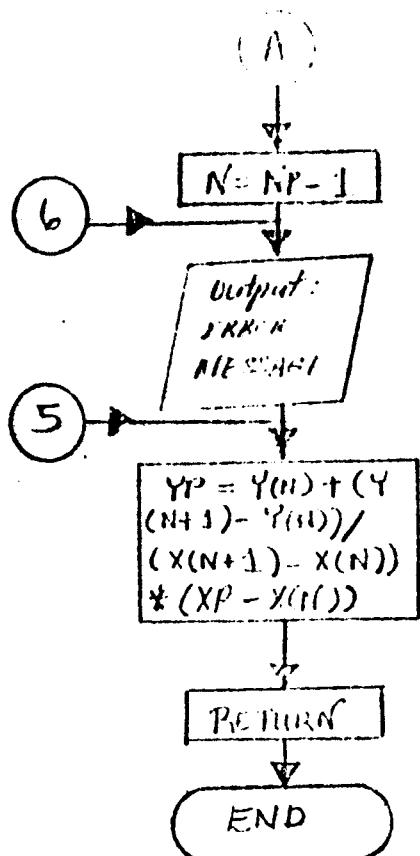 A
N = NP - 1
6
Output:
ERROR
MESSAGE
5
YP = Y(N) + (Y
(N+1) - Y(N))/
(X(N+1) - X(N))
* (XP - X(N))
RETURN
END